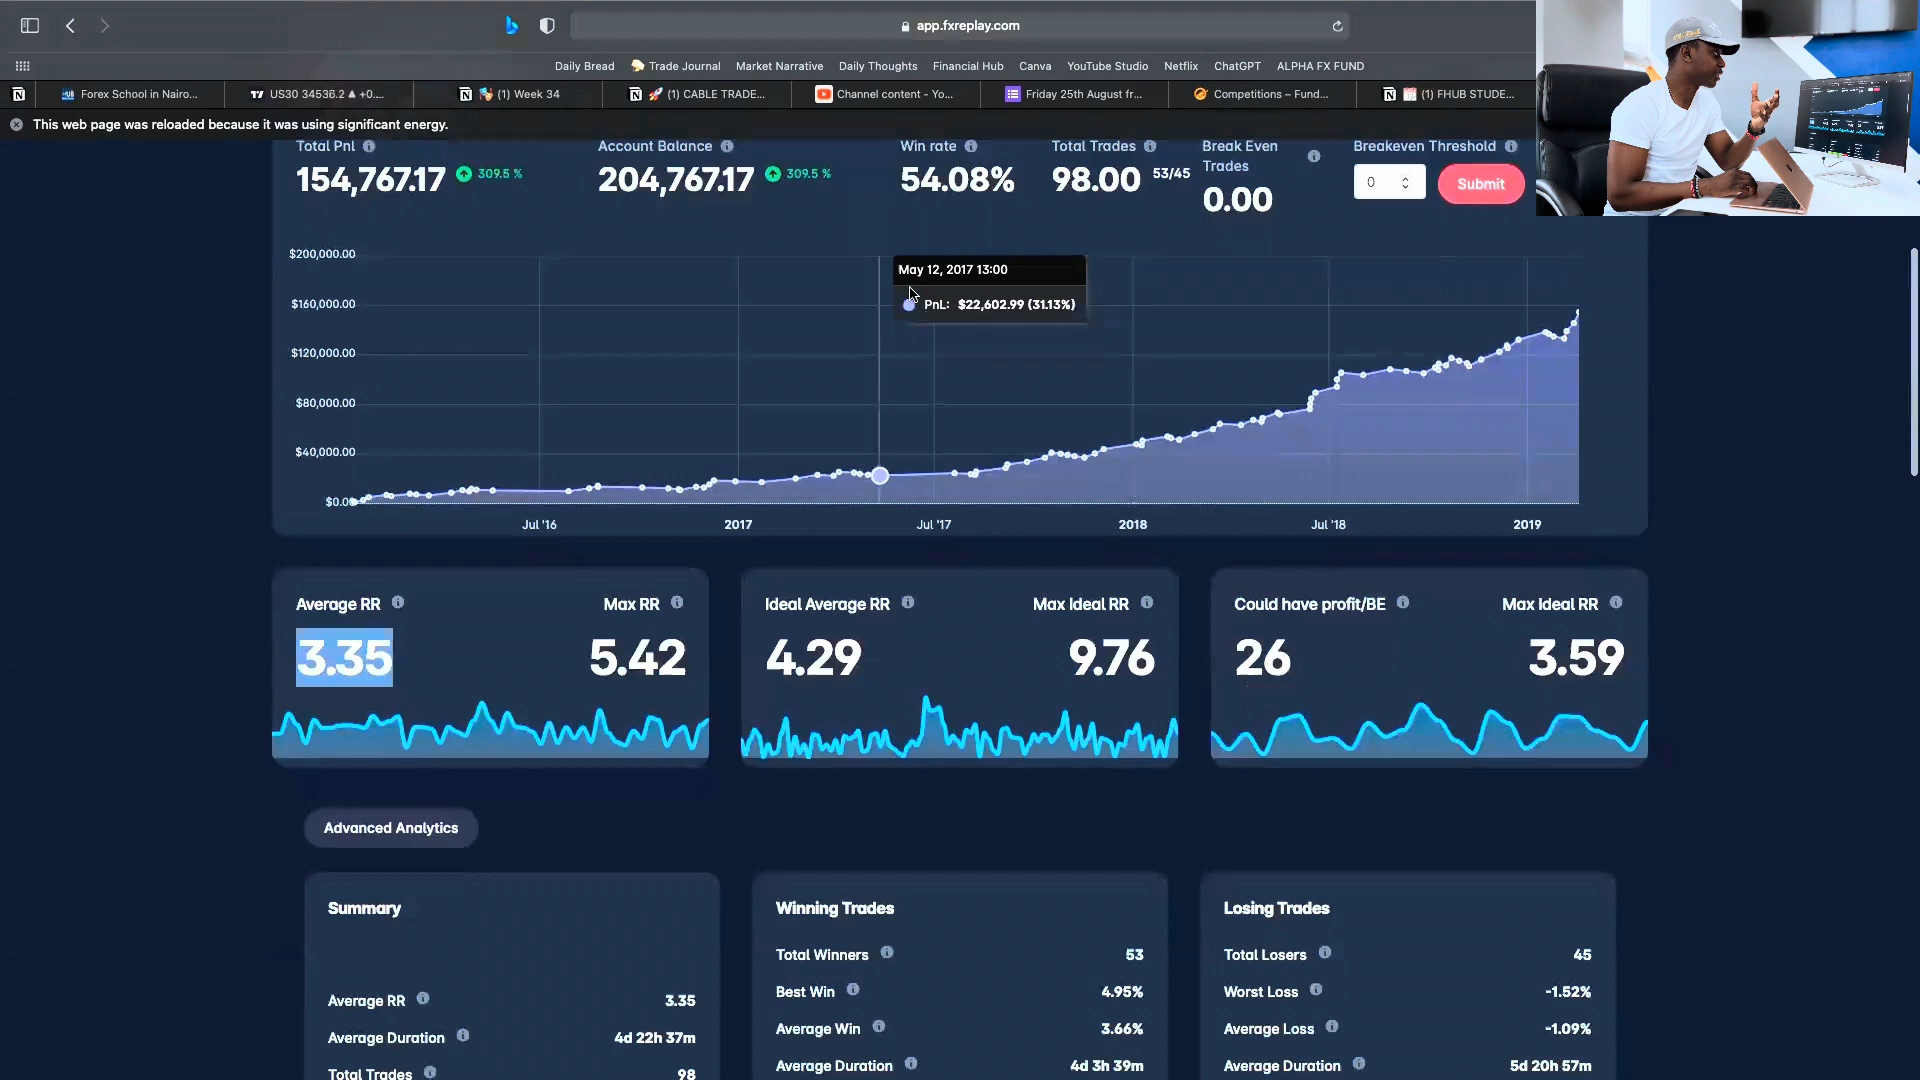 app.fxreplay.com
Daily Bread Trade Journal Market Narrative Daily Thoughts Financial Hub Canva YouTube Studio Netflix ChatGPT ALPHA FX FUND
Forex School in Nairo... US30 34536.2 ▲ +0.... (1) Week 34 (1) CABLE TRADE... Channel content - Yo... Friday 25th August fr... Competitions – Fund... (1) FHUB STUDE...
This web page was reloaded because it was using significant energy.
Total Pnl Account Balance Win rate Total Trades Break Even Trades Breakeven Threshold
154,767.17 309.5 % 204,767.17 309.5 % 54.08% 98.00 53/45 0.00 0 Submit
$200,000.00
$160,000.00
$120,000.00
$80,000.00
$40,000.00
$0.00
May 12, 2017 13:00
PnL: $22,602.99 (31.13%)
Jul '16 2017 Jul '17 2018 Jul '18 2019
Average RR Max RR
3.35 5.42
Ideal Average RR Max Ideal RR
4.29 9.76
Could have profit/BE Max Ideal RR
26 3.59
Advanced Analytics
Summary
Average RR 3.35
Average Duration 4d 22h 37m
Total Trades 98
Winning Trades
Total Winners 53
Best Win 4.95%
Average Win 3.66%
Average Duration 4d 3h 39m
Losing Trades
Total Losers 45
Worst Loss -1.52%
Average Loss -1.09%
Average Duration 5d 20h 57m